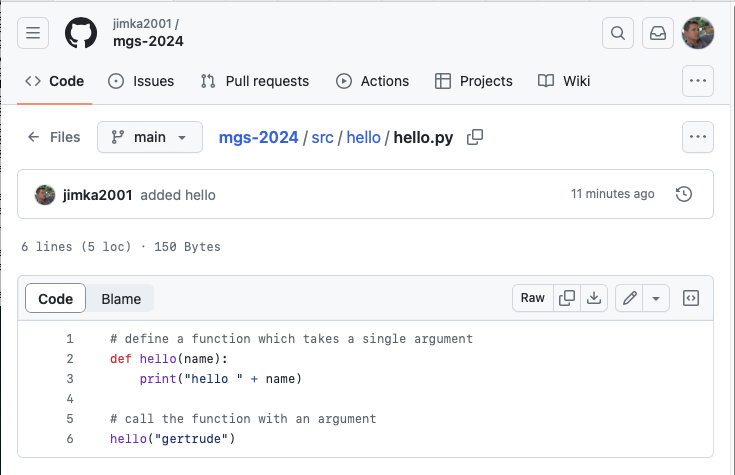 jimka2001 /
mgs-2024
Code Issues Pull requests Actions Projects Wiki
Files main mgs-2024 / src / hello / hello.py
jimka2001 added hello 11 minutes ago
6 lines (5 loc) · 150 Bytes
Code Blame Raw
1 # define a function which takes a single argument
2 def hello(name):
3     print("hello " + name)
4
5 # call the function with an argument
6 hello("gertrude")